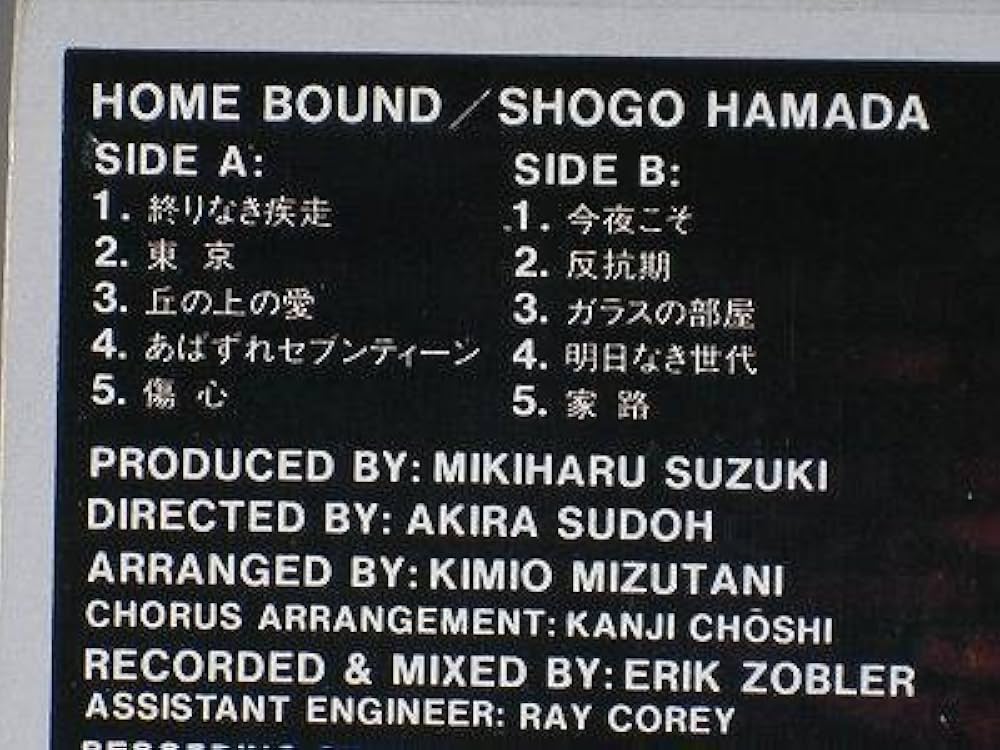 HOME BOUND／SHOGO HAMADA
SIDE A:
1. 終りなき疾走
2. 東 京
3. 丘の上の愛
4. あばずれセブンティーン
5. 傷 心
SIDE B:
1. 今夜こそ
2. 反抗期
3. ガラスの部屋
4. 明日なき世代
5. 家 路
PRODUCED BY: MIKIHARU SUZUKI
DIRECTED BY: AKIRA SUDOH
ARRANGED BY: KIMIO MIZUTANI
CHORUS ARRANGEMENT: KANJI CHŌSHI
RECORDED & MIXED BY: ERIK ZOBLER
ASSISTANT ENGINEER: RAY COREY